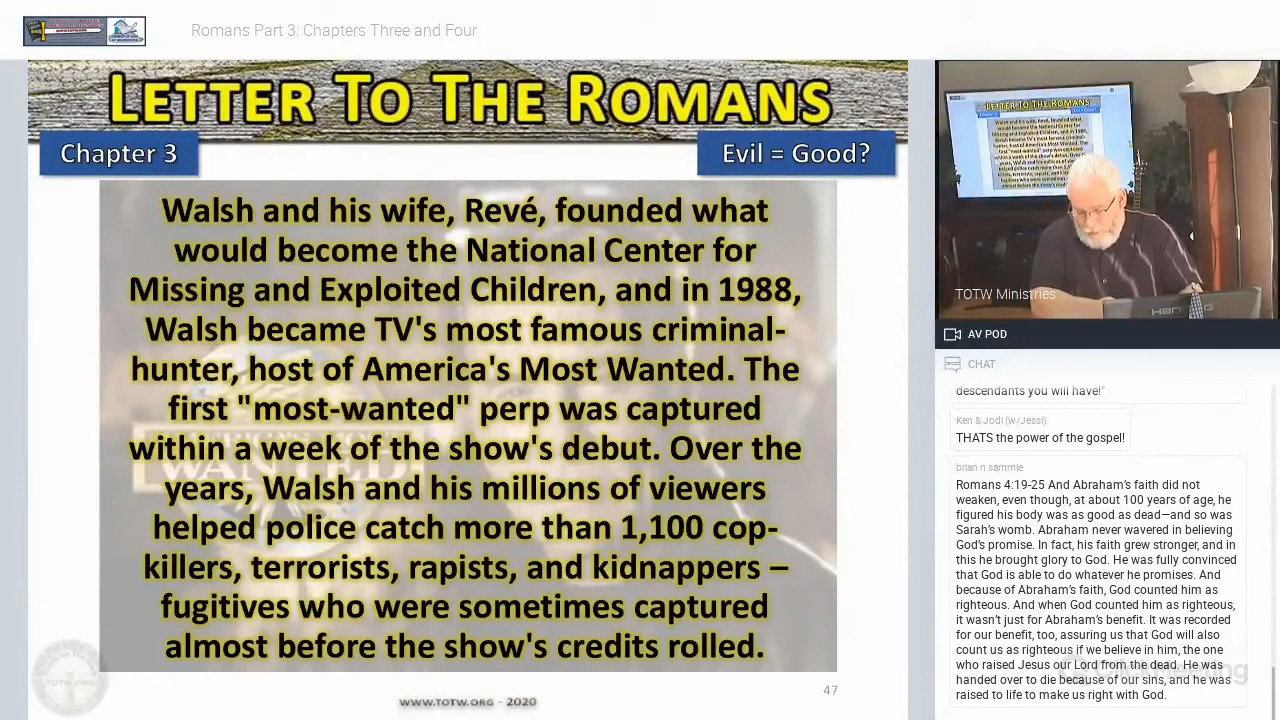 Romans Part 3: Chapters Three and Four
LETTER TO THE ROMANS
Chapter 3
Evil = Good?
Walsh and his wife, Revé, founded what
would become the National Center for
Missing and Exploited Children, and in 1988,
Walsh became TV's most famous criminal-
hunter, host of America's Most Wanted. The
first "most-wanted" perp was captured
within a week of the show's debut. Over the
years, Walsh and his millions of viewers
helped police catch more than 1,100 cop-
killers, terrorists, rapists, and kidnappers –
fugitives who were sometimes captured
almost before the show's credits rolled.
TOTW.ORG
WWW.TOTW.ORG - 2020
47
TOTW Ministries
AV POD
CHAT
descendants you will have!"
Ken & Jodi (w/Jessi)
THATS the power of the gospel!
brian n sammie
Romans 4:19-25 And Abraham's faith did not
weaken, even though, at about 100 years of age, he
figured his body was as good as dead—and so was
Sarah's womb. Abraham never wavered in believing
God's promise. In fact, his faith grew stronger, and in
this he brought glory to God. He was fully convinced
that God is able to do whatever he promises. And
because of Abraham's faith, God counted him as
righteous. And when God counted him as righteous,
it wasn't just for Abraham's benefit. It was recorded
for our benefit, too, assuring us that God will also
count us as righteous if we believe in him, the one
who raised Jesus our Lord from the dead. He was
handed over to die because of our sins, and he was
raised to life to make us right with God.